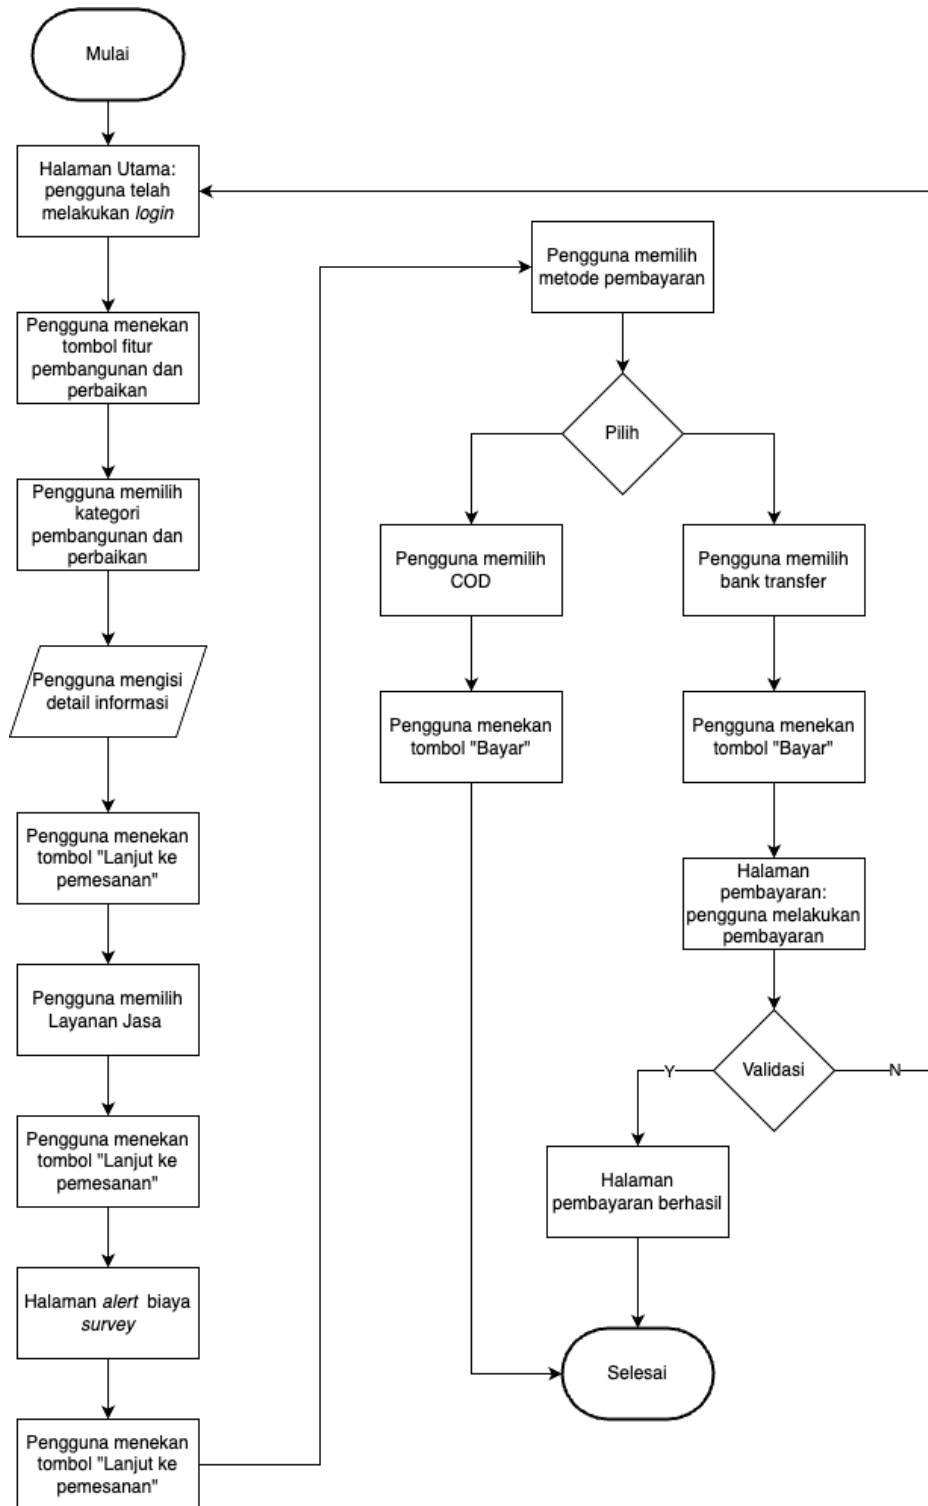 Mulai
Halaman Utama:
pengguna telah
melakukan login
Pengguna menekan
tombol fitur
pembangunan dan
perbaikan
Pengguna memilih
kategori
pembangunan dan
perbaikan
Pengguna mengisi
detail informasi
Pengguna menekan
tombol "Lanjut ke
pemesanan"
Pengguna memilih
Layanan Jasa
Pengguna menekan
tombol "Lanjut ke
pemesanan"
Halaman alert biaya
survey
Pengguna menekan
tombol "Lanjut ke
pemesanan"
Pengguna memilih
metode pembayaran
Pilih
Pengguna memilih
COD
Pengguna menekan
tombol "Bayar"
Pengguna memilih
bank transfer
Pengguna menekan
tombol "Bayar"
Halaman
pembayaran:
pengguna melakukan
pembayaran
Validasi
Y
N
Halaman
pembayaran berhasil
Selesai